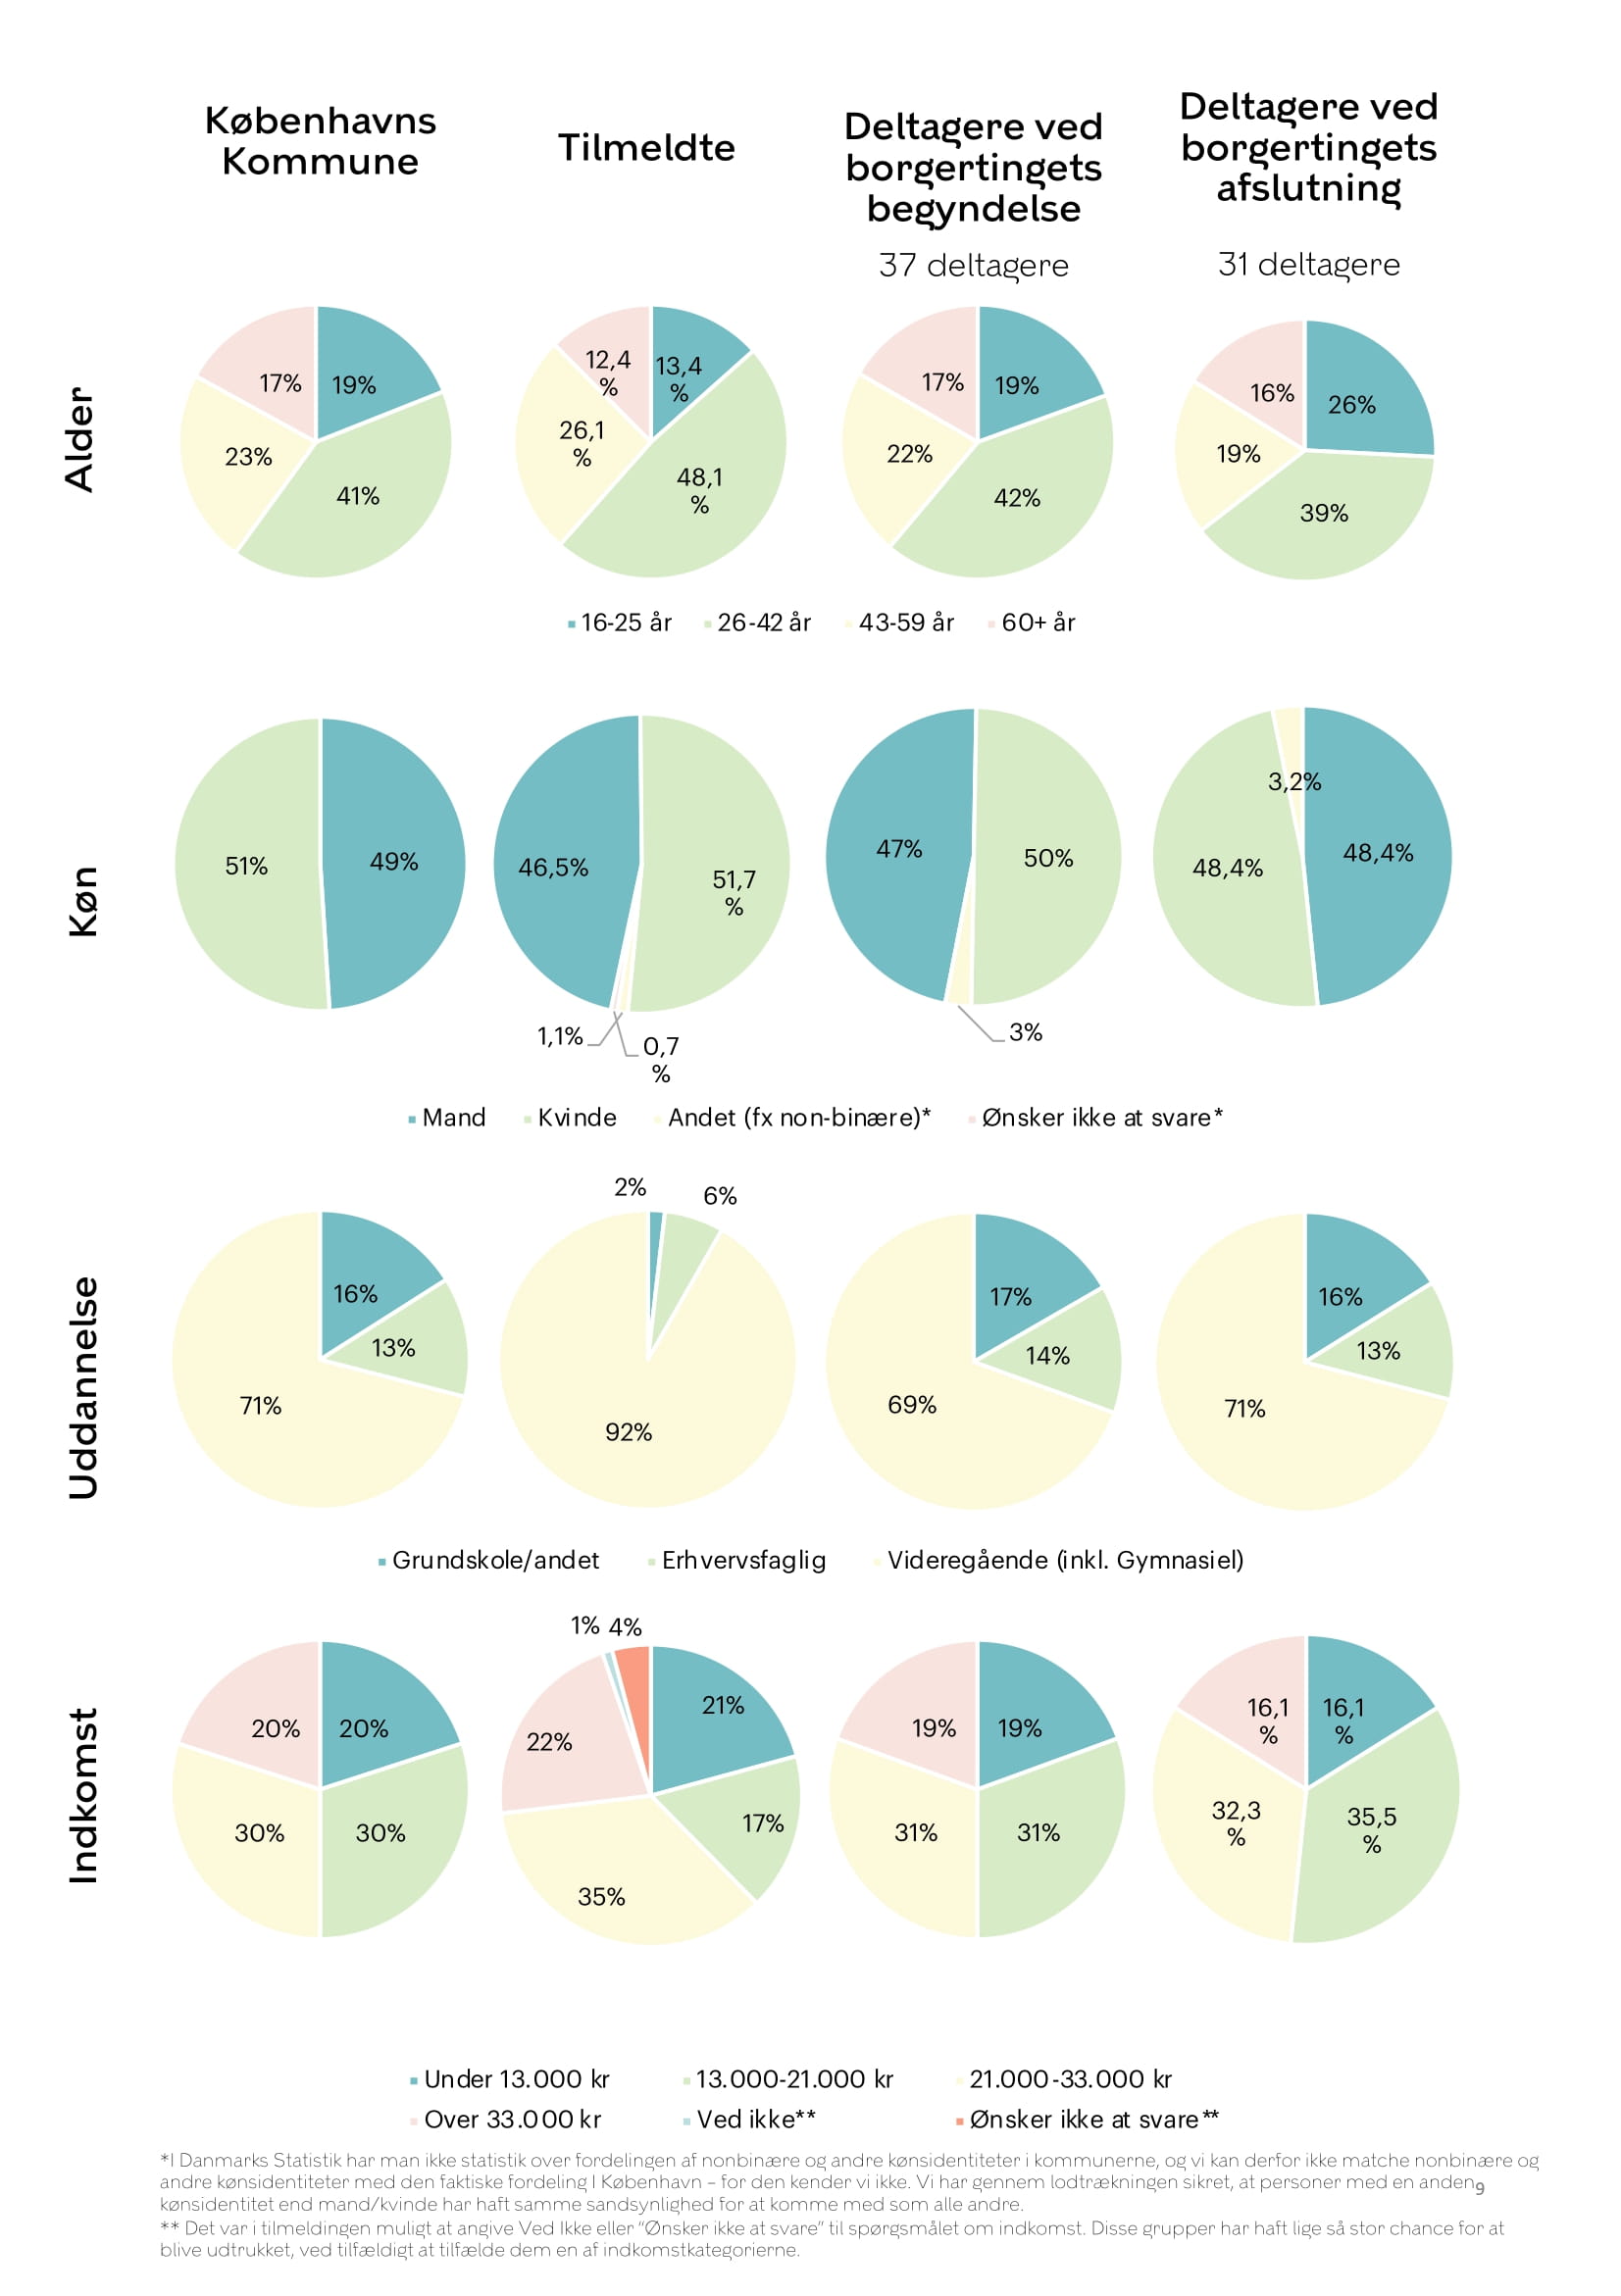 Københavns
Kommune
Tilmeldte
Deltagere ved
borgertingets
begyndelse
37 deltagere
Deltagere ved
borgertingets
afslutning
31 deltagere
Alder
17%
19%
23%
41%
12,4
%
13,4
%
26,1
%
48,1
%
17%
19%
22%
42%
16%
26%
19%
39%
16-25 år
26-42 år
43-59 år
60+ år
Køn
51%
49%
46,5%
51,7
%
1,1%
0,7
%
47%
50%
3%
3,2%
48,4%
48,4%
Mand
Kvinde
Andet (fx non-binære)*
Ønsker ikke at svare*
Uddannelse
16%
13%
71%
2%
6%
92%
17%
14%
69%
16%
13%
71%
Grundskole/andet
Erhvervsfaglig
Videregående (inkl. Gymnasiel)
Indkomst
20%
20%
30%
30%
1%
4%
21%
22%
17%
35%
19%
19%
31%
31%
16,1
%
16,1
%
32,3
%
35,5
%
Under 13.000 kr
13.000-21.000 kr
21.000-33.000 kr
Over 33.000 kr
Ved ikke**
Ønsker ikke at svare**
*I Danmarks Statistik har man ikke statistik over fordelingen af nonbinære og andre kønsidentiteter i kommunerne, og vi kan derfor ikke matche nonbinære og
andre kønsidentiteter med den faktiske fordeling I København – for den kender vi ikke. Vi har gennem lodtrækningen sikret, at personer med en anden
kønsidentitet end mand/kvinde har haft samme sandsynlighed for at komme med som alle andre.
** Det var i tilmeldingen muligt at angive Ved Ikke eller “Ønsker ikke at svare” til spørgsmålet om indkomst. Disse grupper har haft lige så stor chance for at
blive udtrukket, ved tilfældigt at tilfælde dem en af indkomstkategorierne.
9